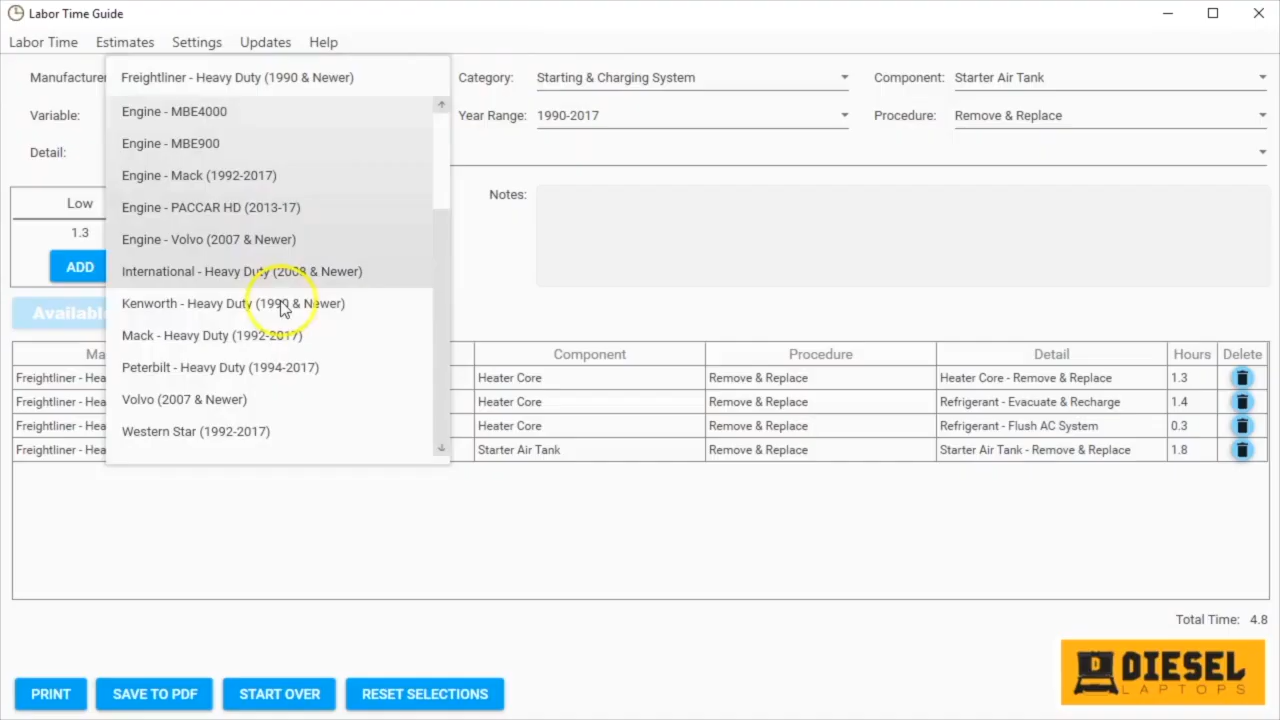 Labor Time Guide
Labor Time Estimates Settings Updates Help
Manufacturer Freightliner - Heavy Duty (1990 & Newer) Category: Starting & Charging System Component: Starter Air Tank
Variable: Year Range: 1990-2017 Procedure: Remove & Replace
Detail:
Engine - MBE4000
Engine - MBE900
Engine - Mack (1992-2017)
Engine - PACCAR HD (2013-17)
Engine - Volvo (2007 & Newer)
International - Heavy Duty (2008 & Newer)
Kenworth - Heavy Duty (1990 & Newer)
Mack - Heavy Duty (1992-2017)
Peterbilt - Heavy Duty (1994-2017)
Volvo (2007 & Newer)
Western Star (1992-2017)
Low
1.3
ADD
Notes:
Available
Ma Component Procedure Detail Hours Delete
Freightliner - Hea Heater Core Remove & Replace Heater Core - Remove & Replace 1.3
Freightliner - Hea Heater Core Remove & Replace Refrigerant - Evacuate & Recharge 1.4
Freightliner - Hea Heater Core Remove & Replace Refrigerant - Flush AC System 0.3
Freightliner - Hea Starter Air Tank Remove & Replace Starter Air Tank - Remove & Replace 1.8
Total Time: 4.8
PRINT SAVE TO PDF START OVER RESET SELECTIONS
D DIESEL
LAPTOPS